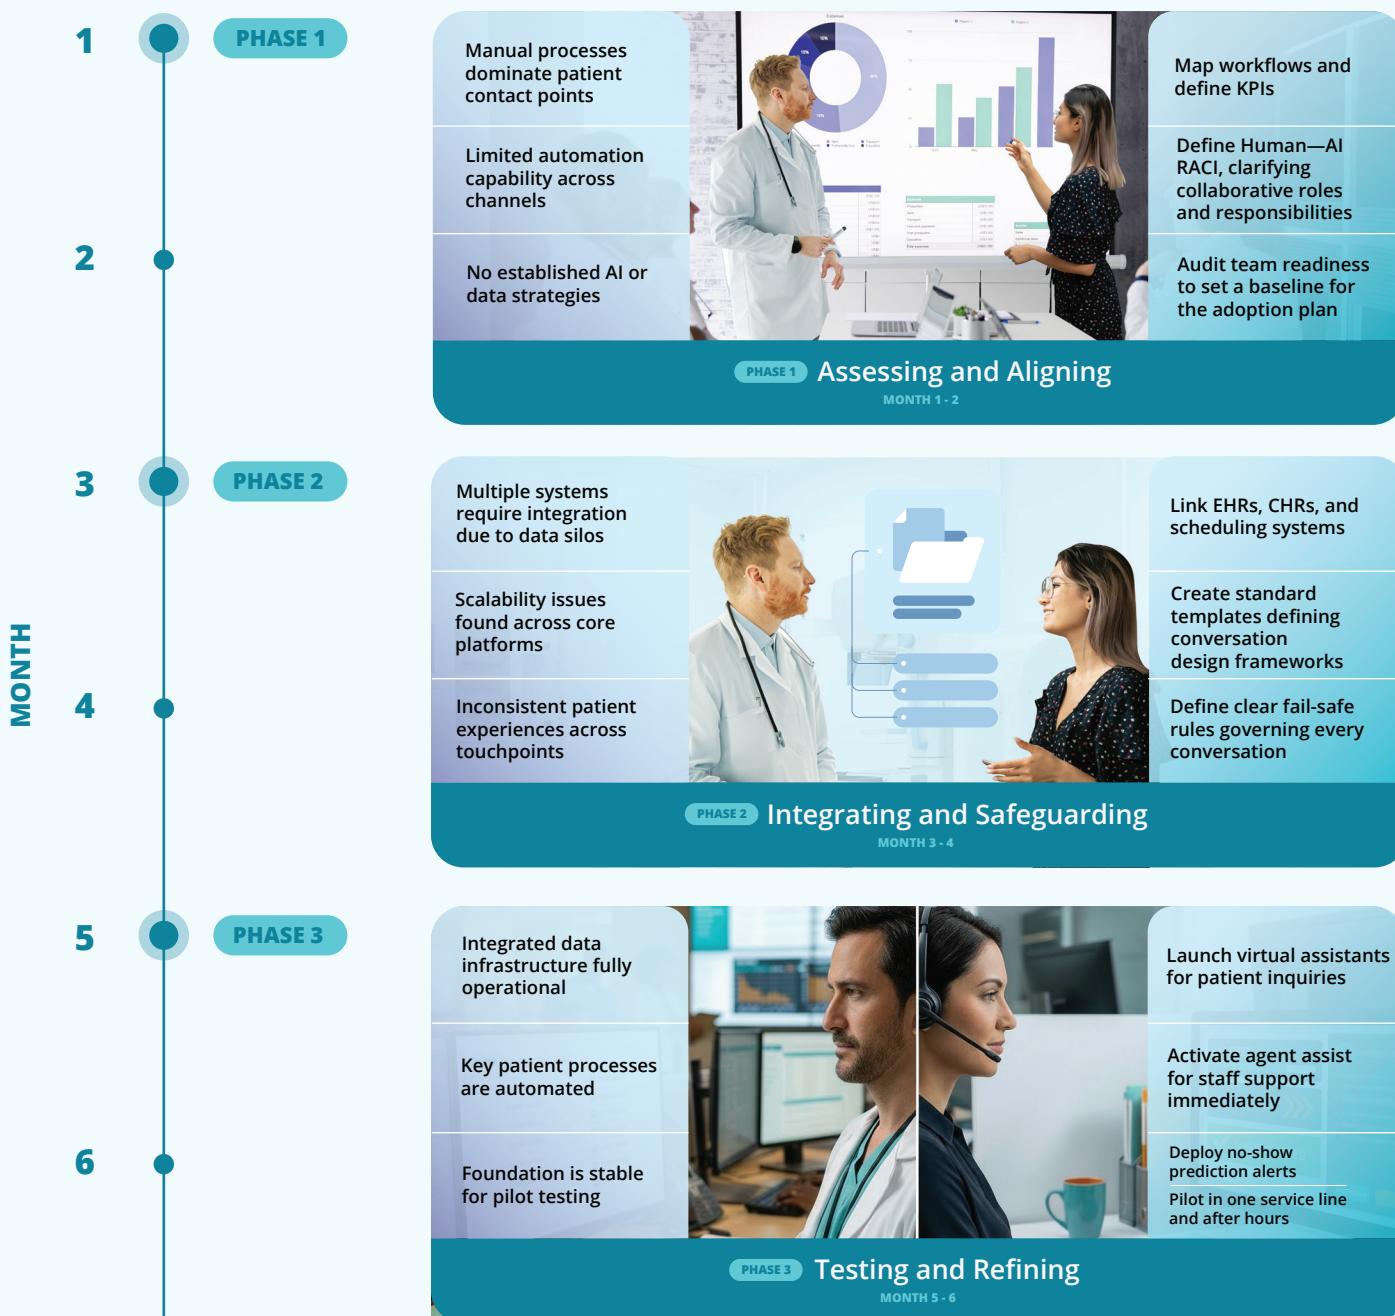 1
PHASE 1
Manual processes
dominate patient
contact points
Limited automation
capability across
channels
No established AI or
data strategies
Expenses
Map workflows and
define KPIs
Define Human—AI
RACI, clarifying
collaborative roles
and responsibilities
Audit team readiness
to set a baseline for
the adoption plan
2
PHASE 1 Assessing and Aligning
MONTH 1 - 2
MONTH
3
PHASE 2
Multiple systems
require integration
due to data silos
Scalability issues
found across core
platforms
Inconsistent patient
experiences across
touchpoints
Link EHRs, CHRs, and
scheduling systems
Create standard
templates defining
conversation
design frameworks
Define clear fail-safe
rules governing every
conversation
4
PHASE 2 Integrating and Safeguarding
MONTH 3 - 4
5
PHASE 3
Integrated data
infrastructure fully
operational
Key patient processes
are automated
Foundation is stable
for pilot testing
Launch virtual assistants
for patient inquiries
Activate agent assist
for staff support
immediately
Deploy no-show
prediction alerts
Pilot in one service line
and after hours
6
PHASE 3 Testing and Refining
MONTH 5 - 6